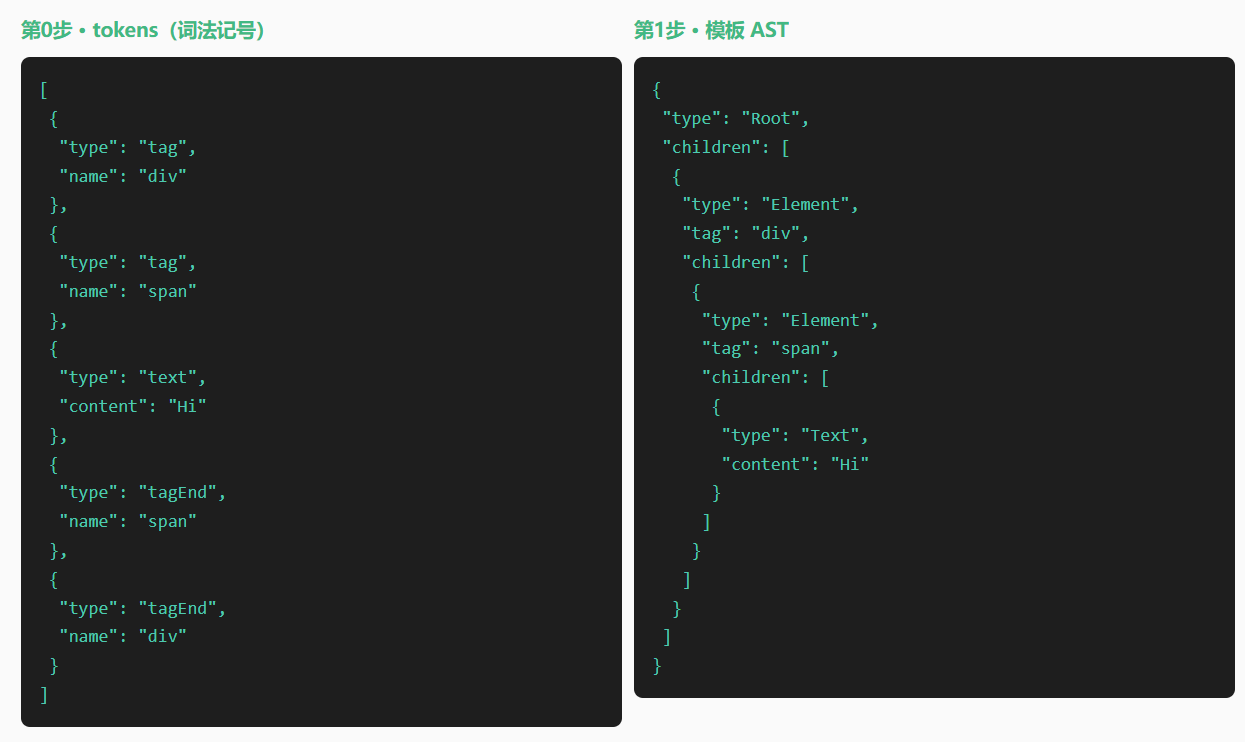 第0步 • tokens（词法记号）
[
 {
  "type": "tag",
  "name": "div"
 },
 {
  "type": "tag",
  "name": "span"
 },
 {
  "type": "text",
  "content": "Hi"
 },
 {
  "type": "tagEnd",
  "name": "span"
 },
 {
  "type": "tagEnd",
  "name": "div"
 }
]
第1步 • 模板 AST
{
 "type": "Root",
 "children": [
  {
   "type": "Element",
   "tag": "div",
   "children": [
    {
     "type": "Element",
     "tag": "span",
     "children": [
      {
       "type": "Text",
       "content": "Hi"
      }
     ]
    }
   ]
  }
 ]
}